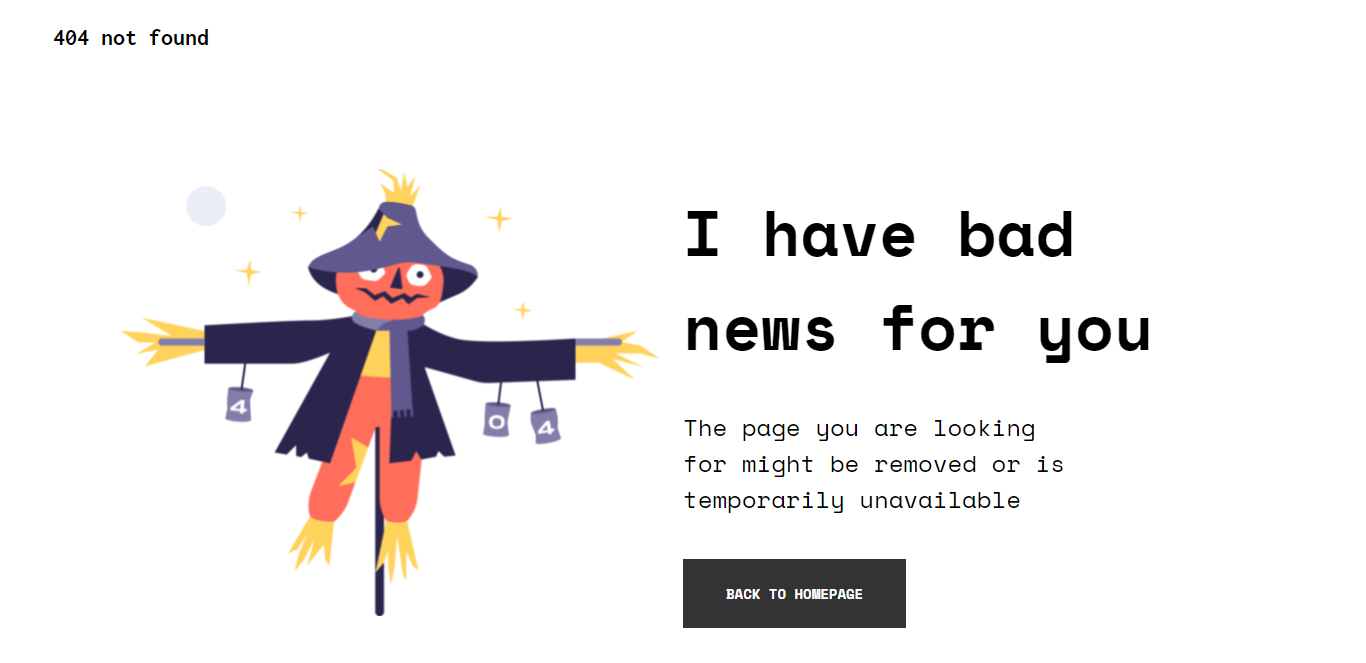 404 not found
4
0
4
I have bad
news for you
The page you are looking
for might be removed or is
temporarily unavailable
BACK TO HOMEPAGE